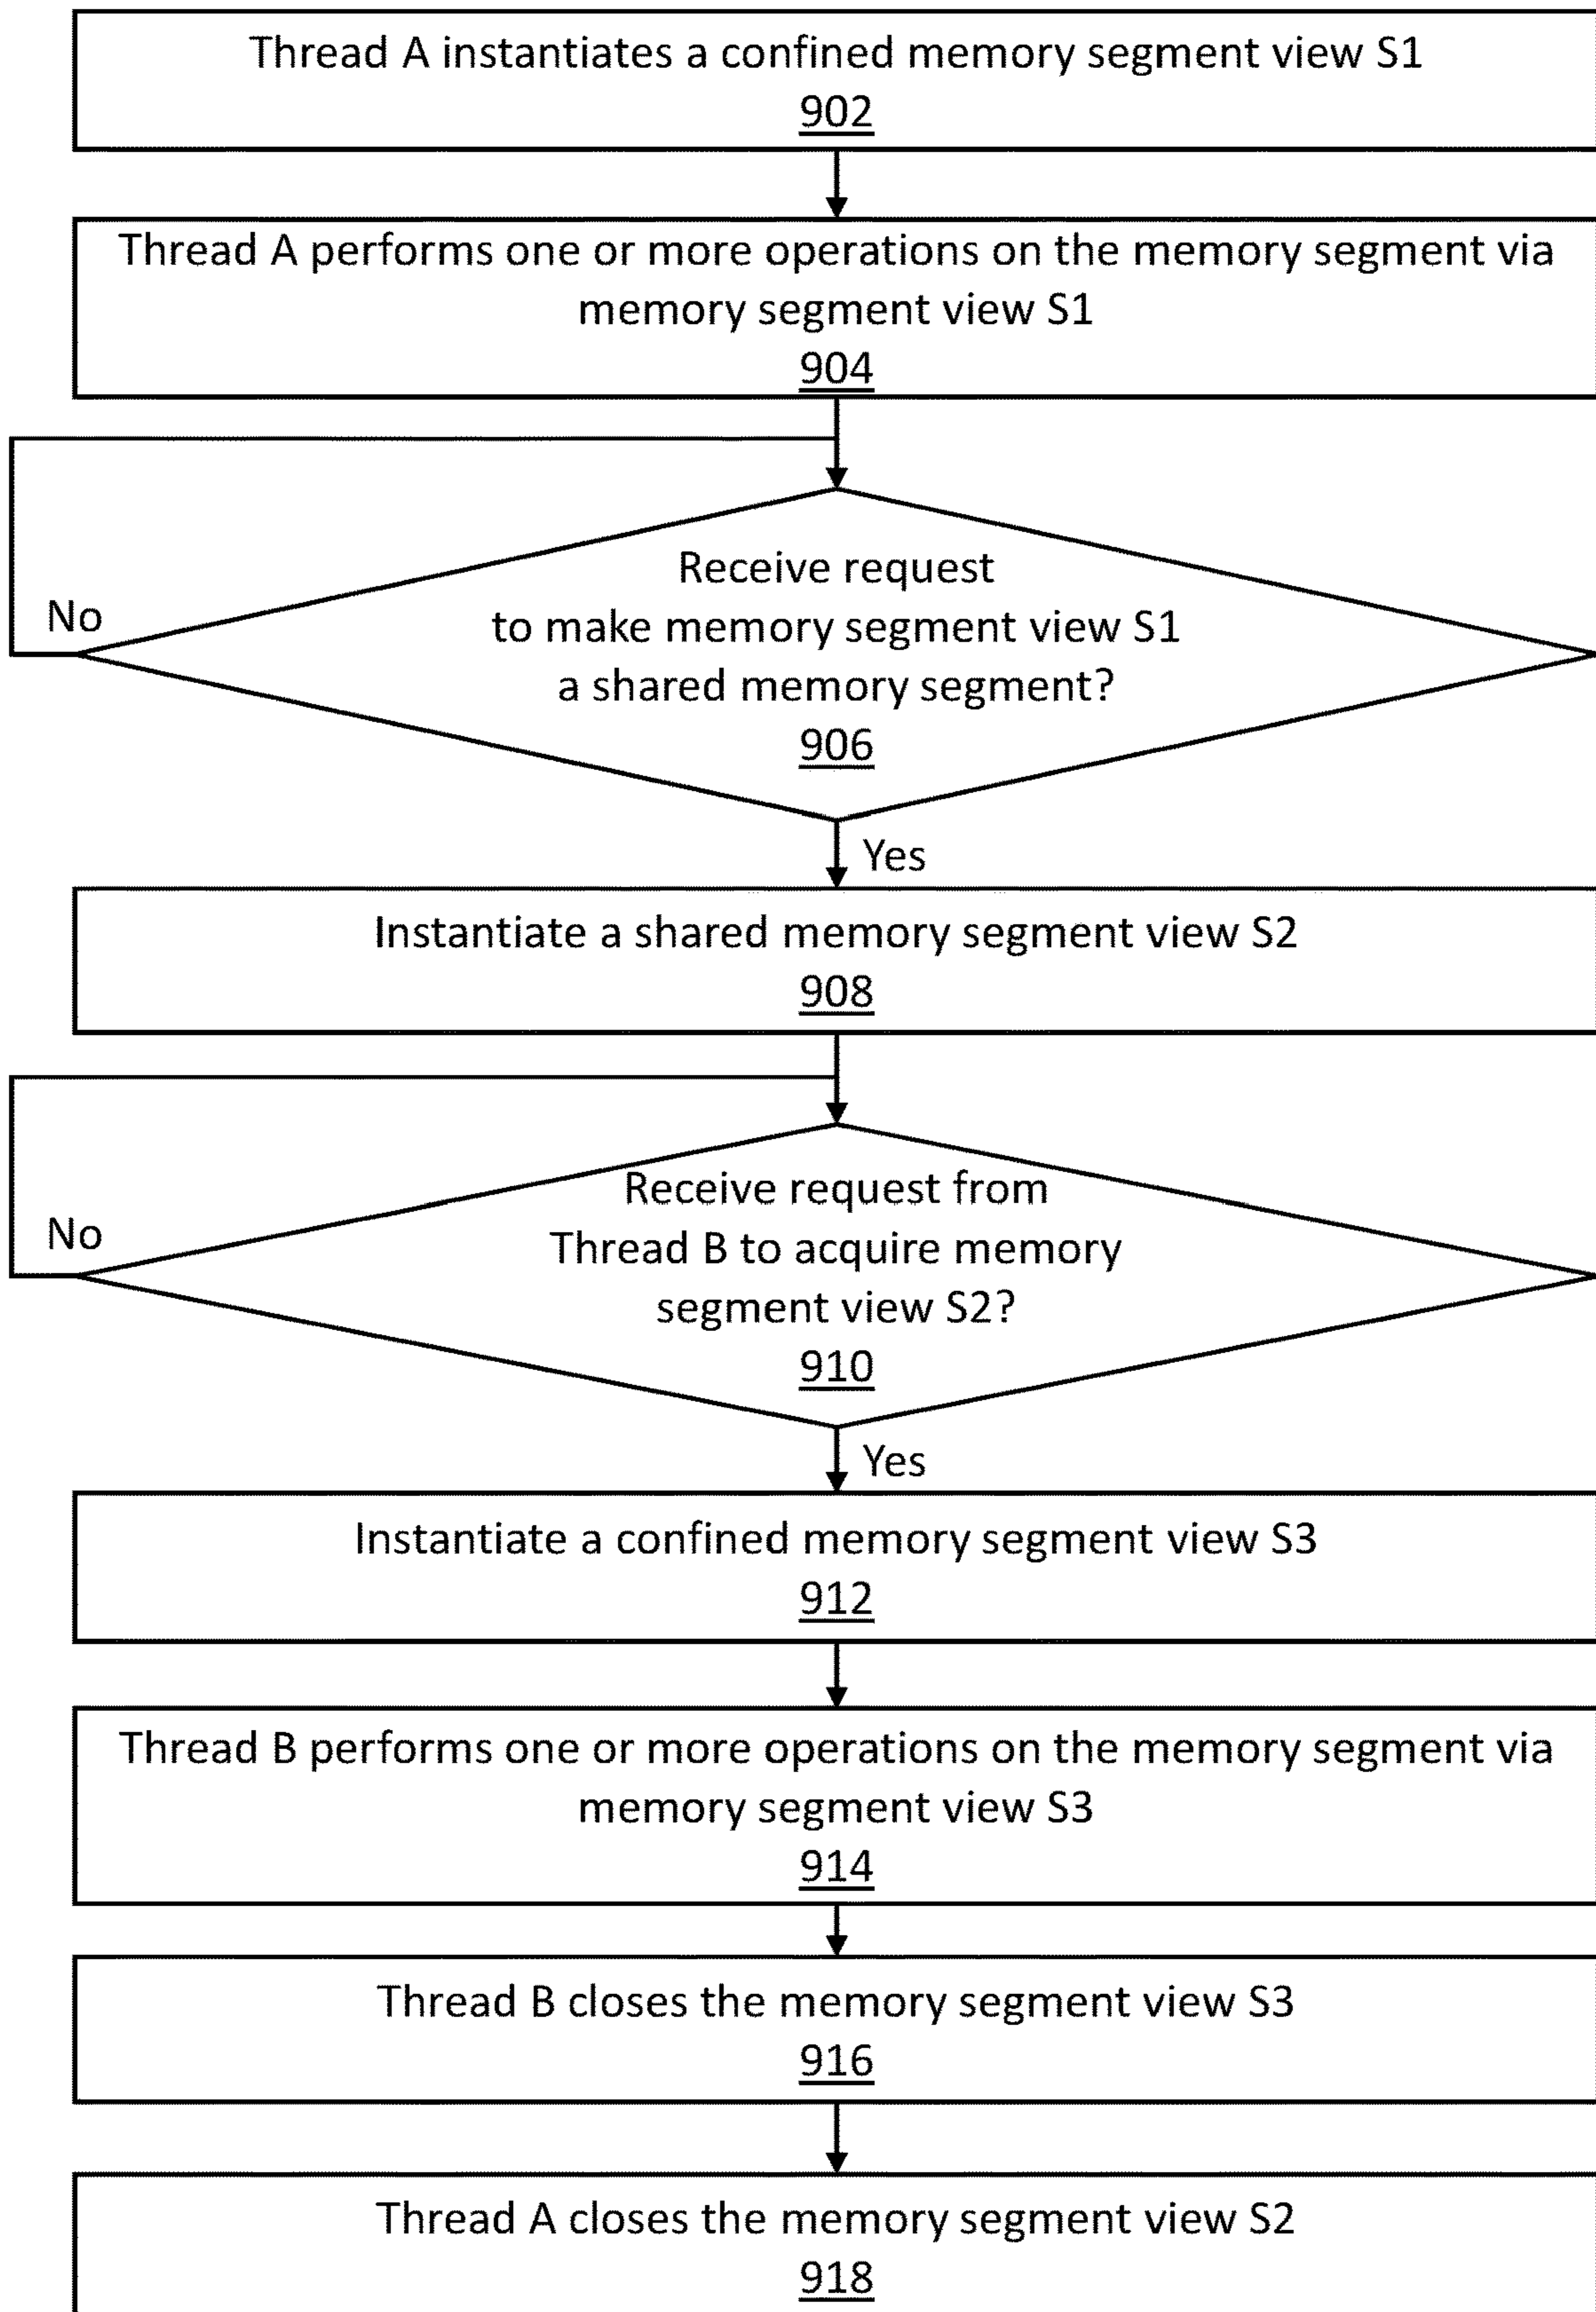 Thread A instantiates a confined memory segment view S1
902
Thread A performs one or more operations on the memory segment via
memory segment view S1
904
Receive request
to make memory segment view S1
a shared memory segment?
906
No
Yes
Instantiate a shared memory segment view S2
908
Receive request from
Thread B to acquire memory
segment view S2?
910
No
Yes
Instantiate a confined memory segment view S3
912
Thread B performs one or more operations on the memory segment via
memory segment view S3
914
Thread B closes the memory segment view S3
916
Thread A closes the memory segment view S2
918